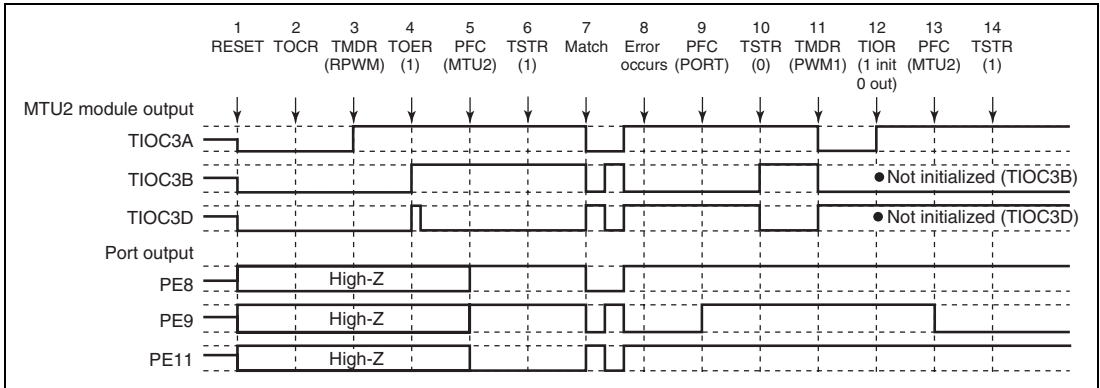 1 2 3 4 5 6 7 8 9 10 11 12 13 14
RESET TOCR TMDR TOER PFC TSTR Match Error PFC TSTR TMDR TIOR PFC TSTR
(RPWM) (1) (MTU2) (1) occurs (PORT) (0) (PWM1) (1 init (MTU2) (1)
0 out)
MTU2 module output
TIOC3A
TIOC3B
● Not initialized (TIOC3B)
TIOC3D
● Not initialized (TIOC3D)
Port output
PE8
High-Z
PE9
High-Z
PE11
High-Z